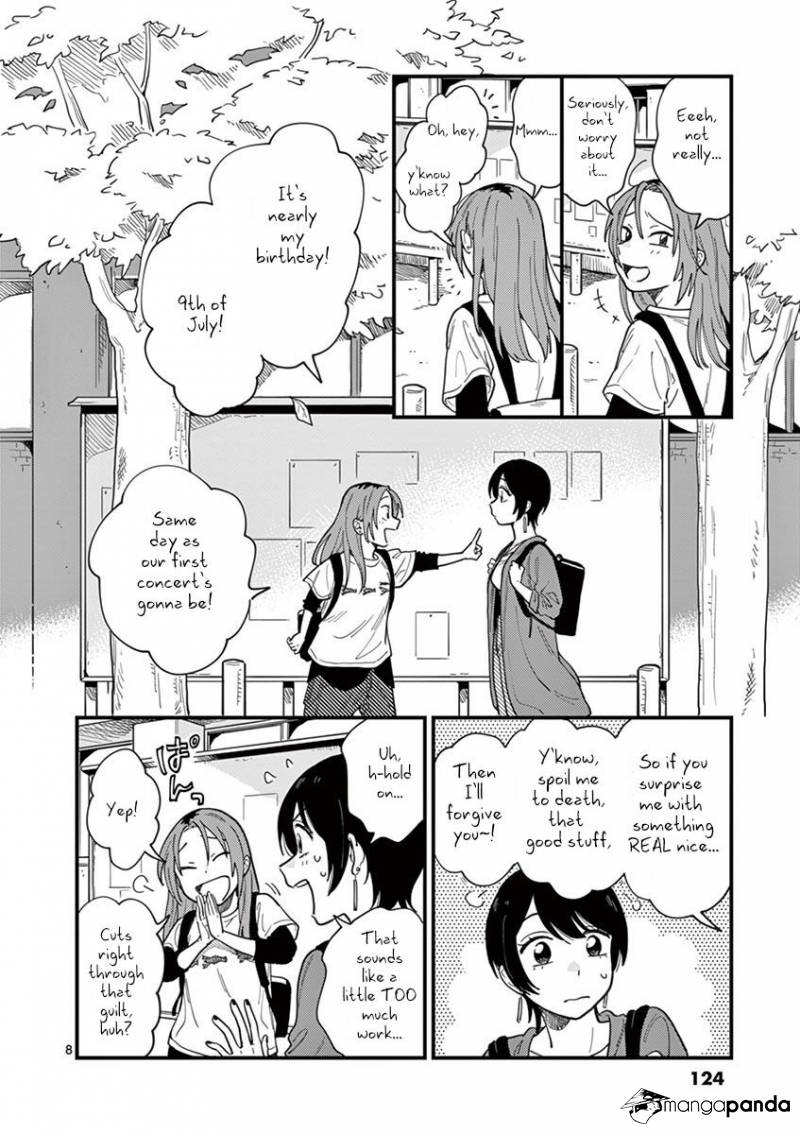 Eeeh,
not
really...
Seriously,
don't
worry
about
it...
Mmm...
Oh, hey,
y'know
what?
It's
nearly
my
birthday!
9th of
July!
Same
day as
our first
concert's
gonna be!
So if you
surprise
me with
something
REAL nice...
Y'know,
spoil me
to death,
that
good stuff,
Then
I'll
forgive
you~!
Uh,
h-hold
on...
That
sounds
like a
little TOO
much
work...
ぱんっ
Yep!
Cuts
right
through
that
guilt,
huh?
8
124
mangapanda